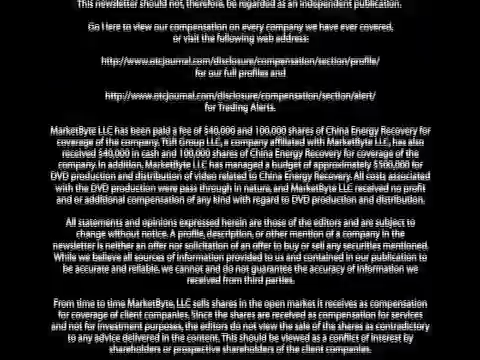 This newsletter should not, therefore, be regarded as an independent publication.
Go Here to view our compensation on every company we have ever covered,
or visit the following web address:
http://www.otcjournal.com/disclosure/compensation/section/profile/
for our full profiles and
http://www.otcjournal.com/disclosure/compensation/section/alert/
for Trading Alerts.
MarketByte LLC has been paid a fee of $40,000 and 100,000 shares of China Energy Recovery for
coverage of the company. TGR Group LLC, a company affiliated with MarketByte LLC, has also
received $40,000 in cash and 100,000 shares of China Energy Recovery for coverage of the
company. In addition, MarketByte LLC has managed a budget of approximately $500,000 for
DVD production and distribution of video related to China Energy Recovery. All costs associated
with the DVD production were pass through in nature, and MarketByte LLC received no profit
and or additional compensation of any kind with regard to DVD production and distribution.
All statements and opinions expressed herein are those of the editors and are subject to
change without notice. A profile, description, or other mention of a company in the
newsletter is neither an offer nor solicitation of an offer to buy or sell any securities mentioned.
While we believe all sources of information provided to us and contained in our publication to
be accurate and reliable, we cannot and do not guarantee the accuracy of information we
received from third parties.
From time to time MarketByte, LLC sells shares in the open market it receives as compensation
for coverage of client companies. Since the shares are received as compensation for services
and not for investment purposes, the editors do not view the sale of the shares as contradictory
to any advice delivered in the content. This should be viewed as a conflict of interest by
shareholders or prospective shareholders of the client companies.